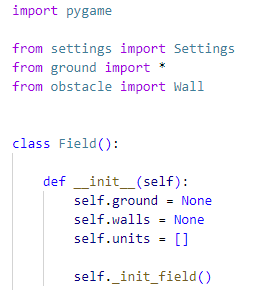 import pygame
from settings import Settings
from ground import *
from obstacle import Wall
class Field():
def __init__(self):
self.ground = None
self.walls = None
self.units = []
self._init_field()